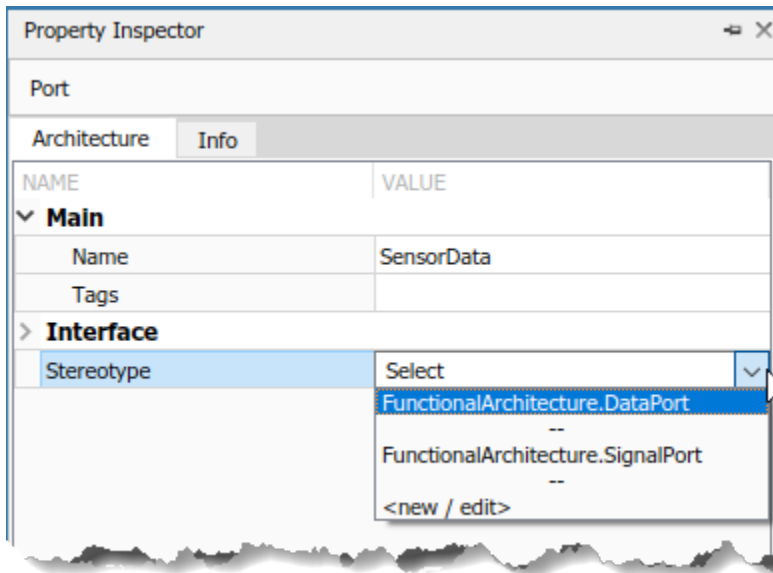 Property Inspector
Port
Architecture Info
NAME VALUE
Main
Name SensorData
Tags
Interface
Stereotype Select
FunctionalArchitecture.DataPort
--
FunctionalArchitecture.SignalPort
--
<new / edit>